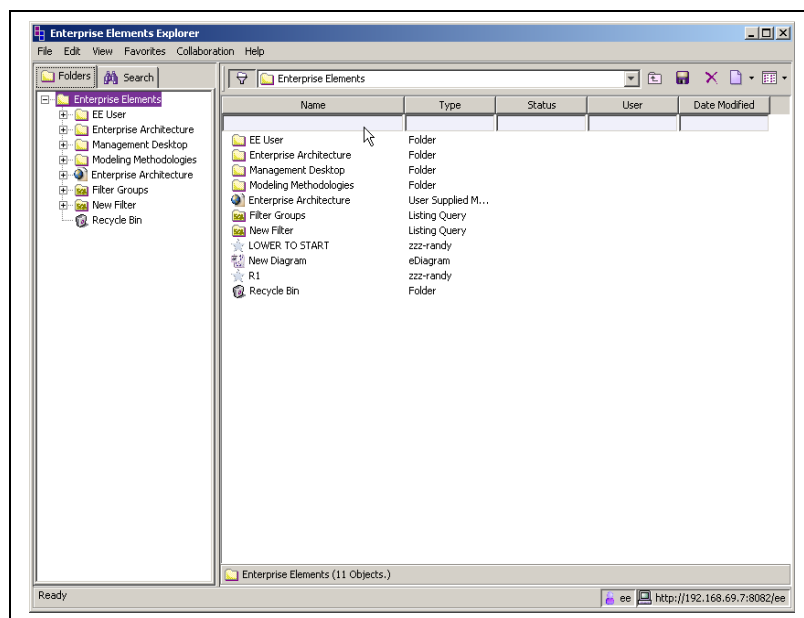 Enterprise Elements Explorer
File Edit View Favorites Collaboration Help
Folders Search
Enterprise Elements
Enterprise Elements
EE User
Enterprise Architecture
Management Desktop
Modeling Methodologies
Enterprise Architecture
Filter Groups
New Filter
Recycle Bin
Name Type Status User Date Modified
EE User Folder
Enterprise Architecture Folder
Management Desktop Folder
Modeling Methodologies Folder
Enterprise Architecture User Supplied M...
Filter Groups Listing Query
New Filter Listing Query
LOWER TO START zzz-randy
New Diagram eDiagram
R1 zzz-randy
Recycle Bin Folder
Enterprise Elements (11 Objects.)
Ready ee http://192.168.69.7:8082/ee